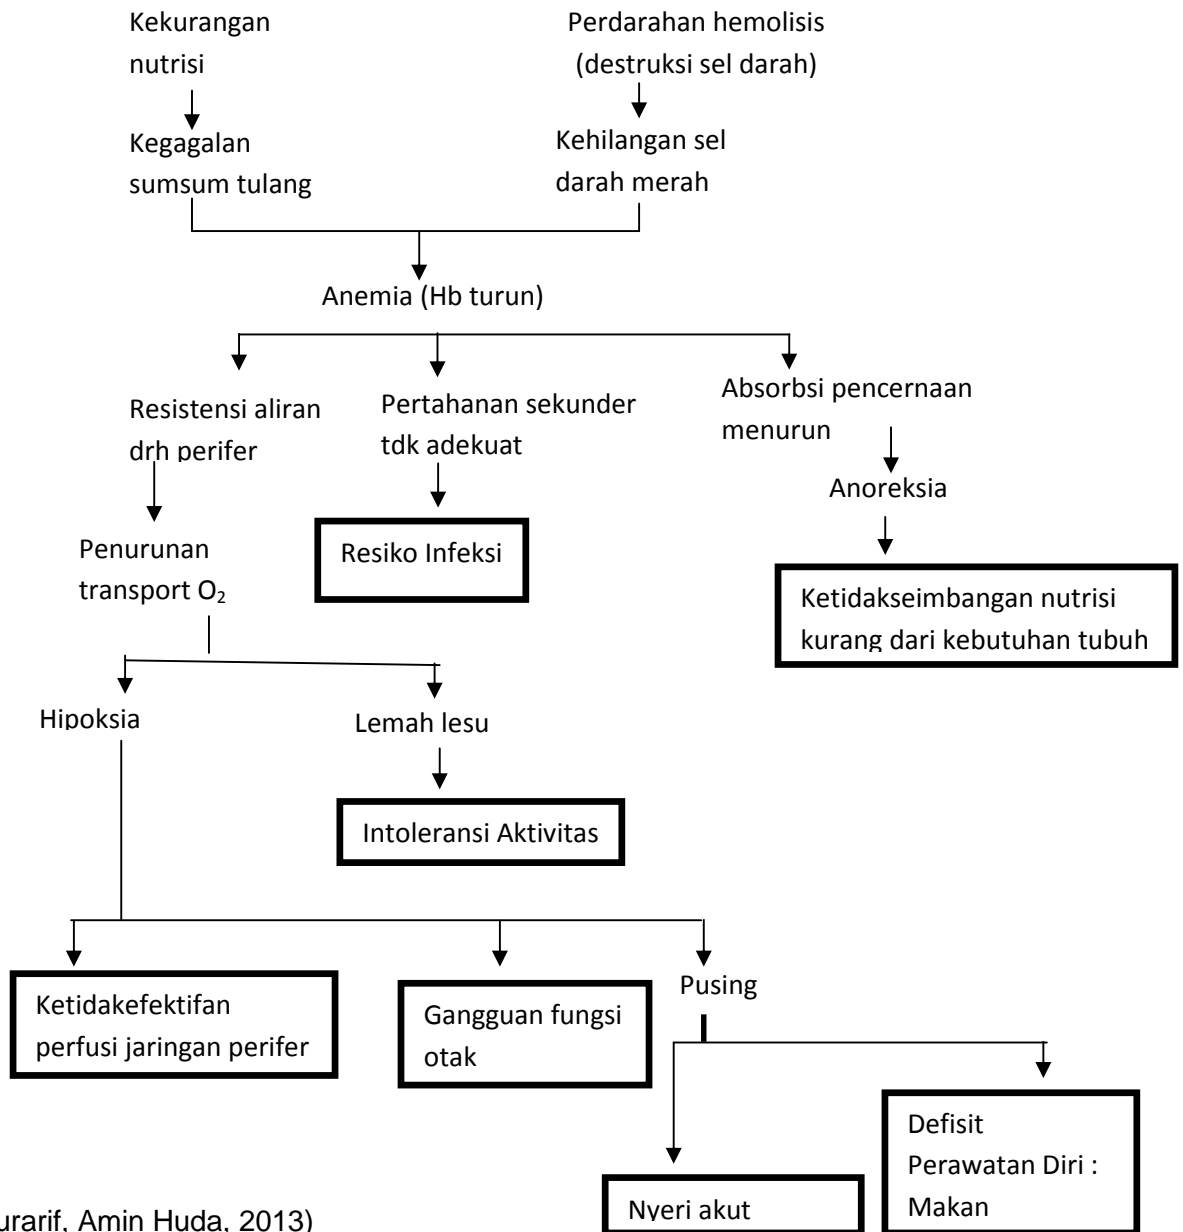 Kekurangan
nutrisi
Perdarahan hemolisis
(destruksi sel darah)
Kegagalan
sumsum tulang
Kehilangan sel
darah merah
Anemia (Hb turun)
Resistensi aliran
drh perifer
Pertahanan sekunder
tdk adekuat
Absorbsi pencernaan
menurun
Anoreksia
Penurunan
transport O₂
Resiko Infeksi
Ketidakseimbangan nutrisi
kurang dari kebutuhan tubuh
Hipoksia
Lemah lesu
Intoleransi Aktivitas
Ketidakefektifan
perfusi jaringan perifer
Gangguan fungsi
otak
Pusing
Nyeri akut
Defisit
Perawatan Diri :
Makan
urarif, Amin Huda, 2013)